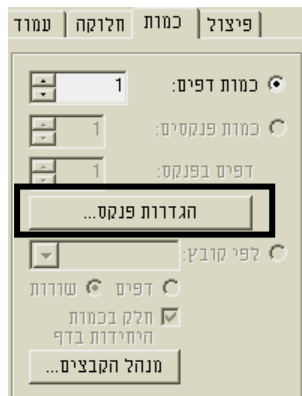 פיצול כמות חלוקה עמוד
כמות דפים: 1
כמות פנקסים: 1
דפים בפנקס: 1
הגדרות פנקס...
לפי קובץ:
דפים שורות
חלק בכמות
היחידות בדף
מנהל הקבצים...